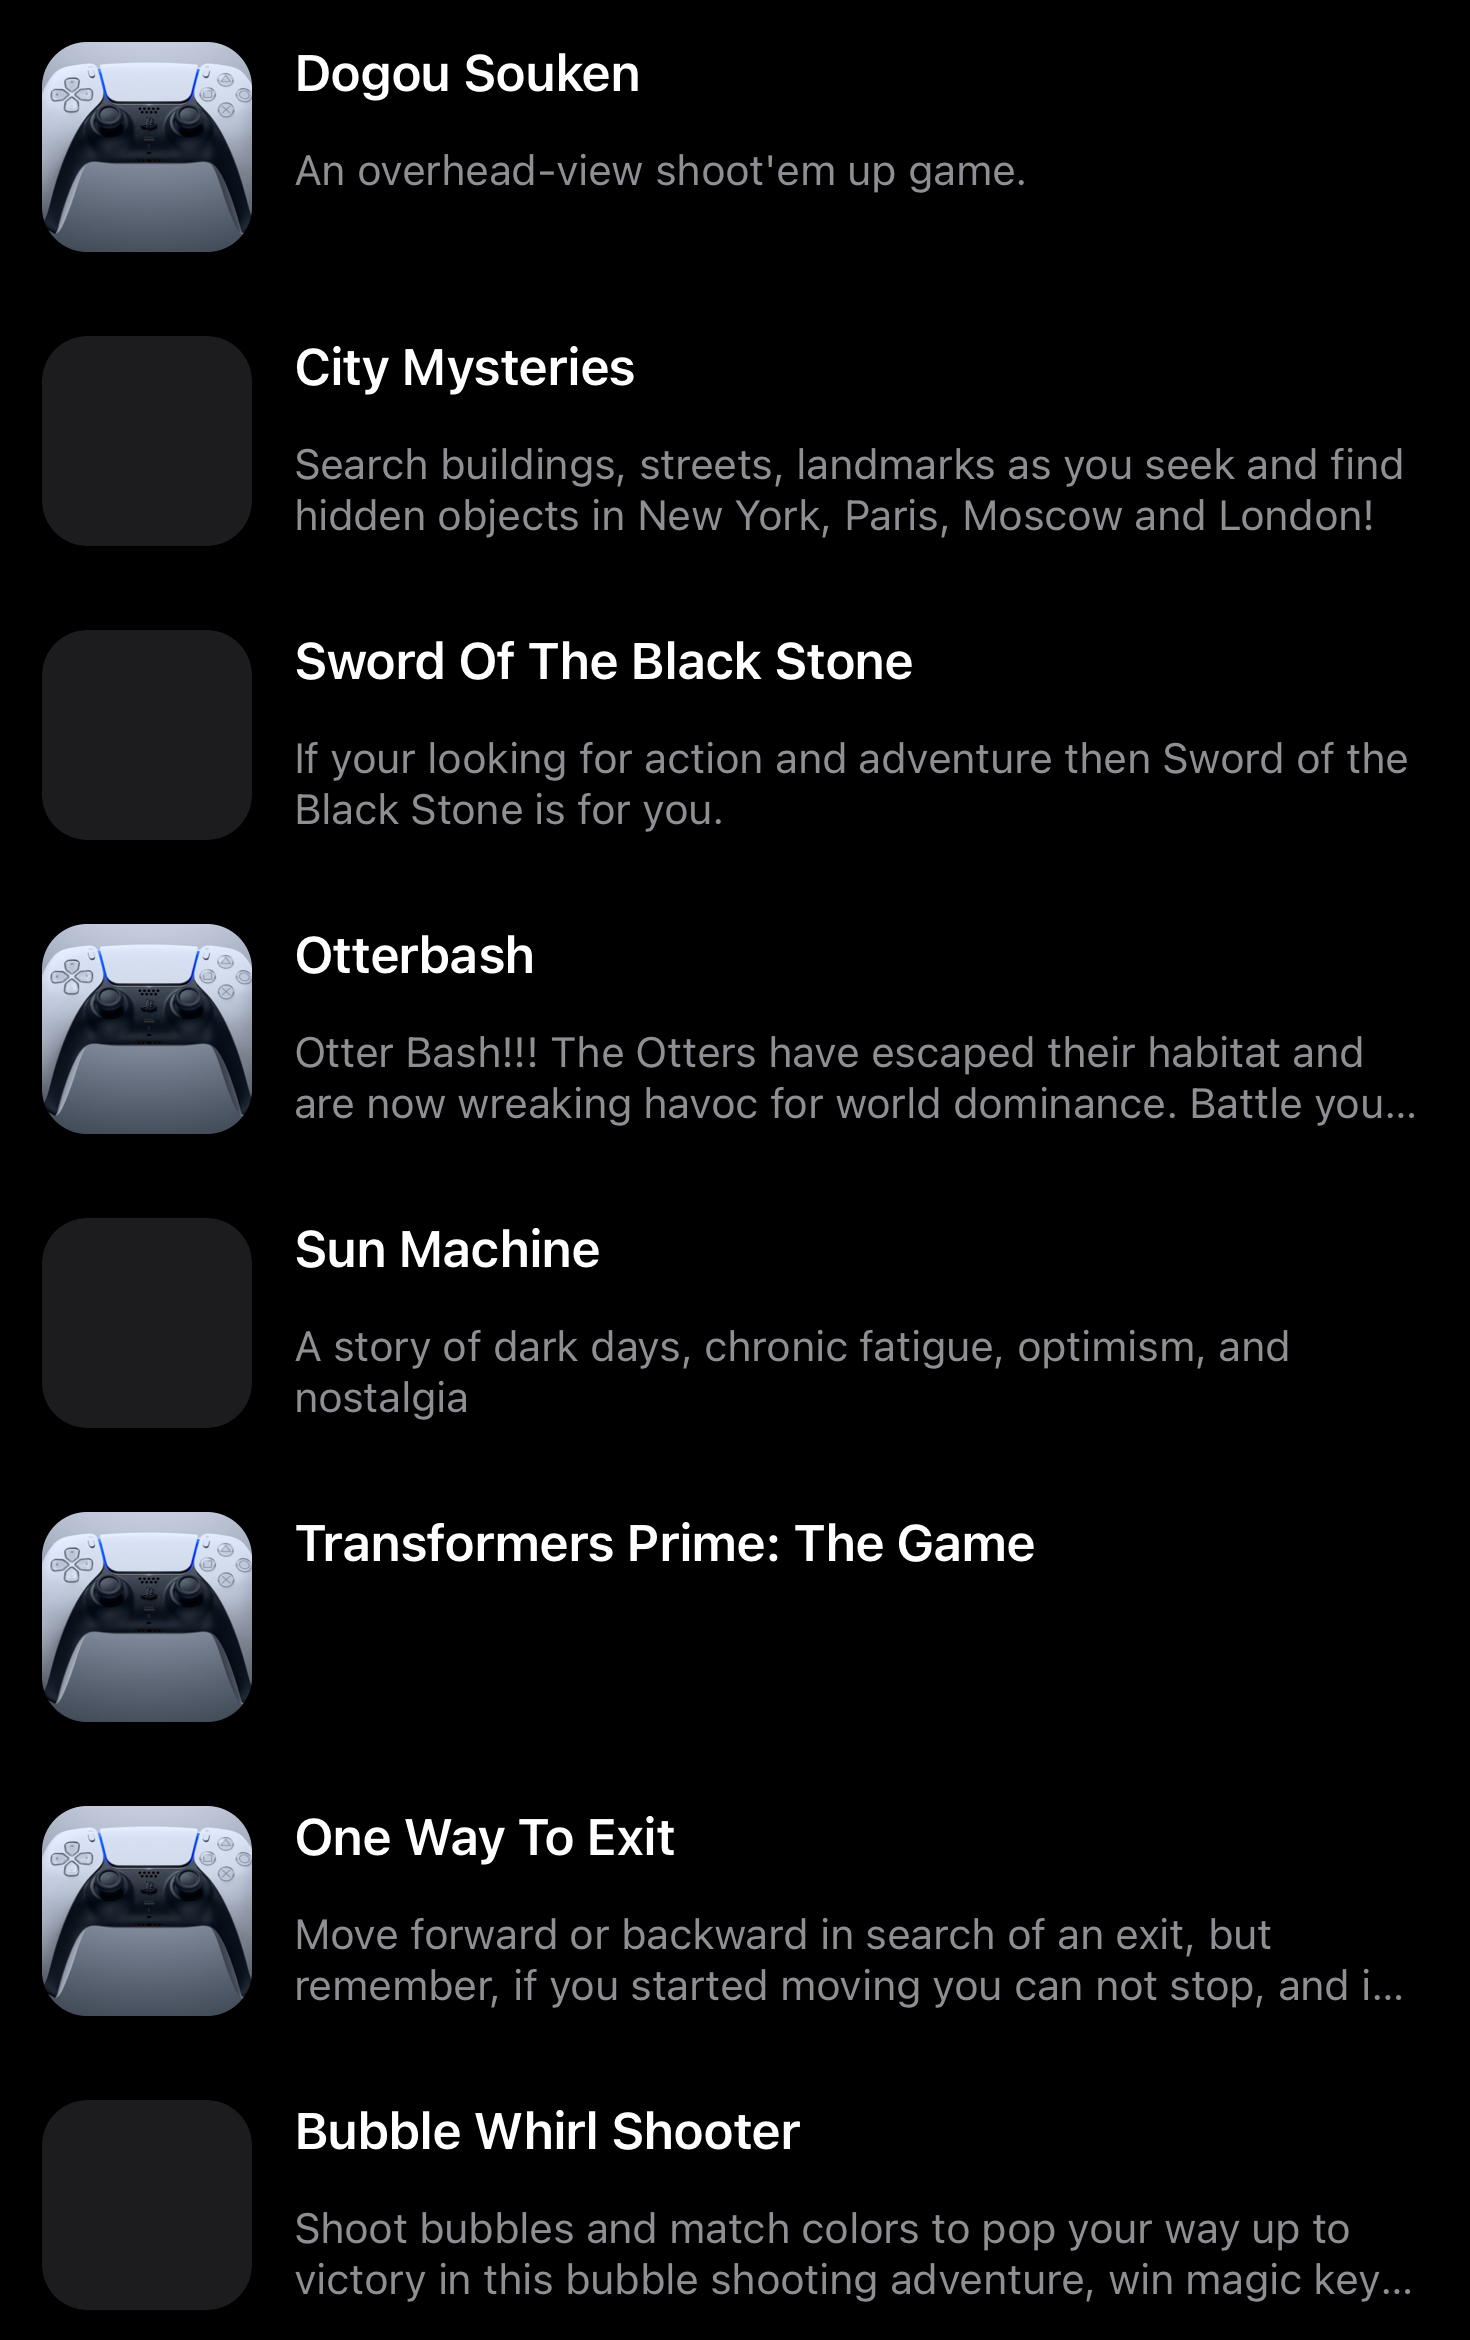 Dogou Souken
An overhead-view shoot'em up game.
City Mysteries
Search buildings, streets, landmarks as you seek and find
hidden objects in New York, Paris, Moscow and London!
Sword Of The Black Stone
If your looking for action and adventure then Sword of the
Black Stone is for you.
Otterbash
Otter Bash!!! The Otters have escaped their habitat and
are now wreaking havoc for world dominance. Battle you...
Sun Machine
A story of dark days, chronic fatigue, optimism, and
nostalgia
Transformers Prime: The Game
One Way To Exit
Move forward or backward in search of an exit, but
remember, if you started moving you can not stop, and i...
Bubble Whirl Shooter
Shoot bubbles and match colors to pop your way up to
victory in this bubble shooting adventure, win magic key...